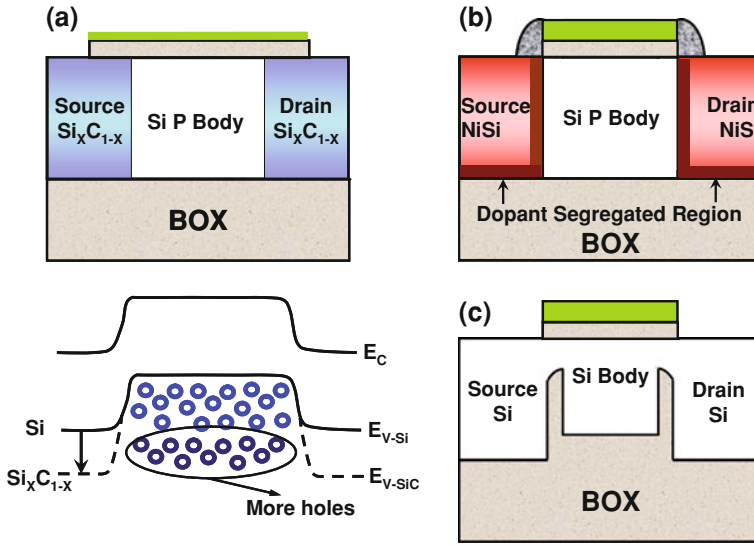 (a)
Source
SiXC1-X
Si P Body
Drain
SiXC1-X
BOX
EC
Si
EV-Si
SiXC1-X
EV-SiC
More holes
(b)
Source
NiSi
Si P Body
Drain
NiSi
Dopant Segregated Region
BOX
(c)
Source
Si
Si Body
Drain
Si
BOX